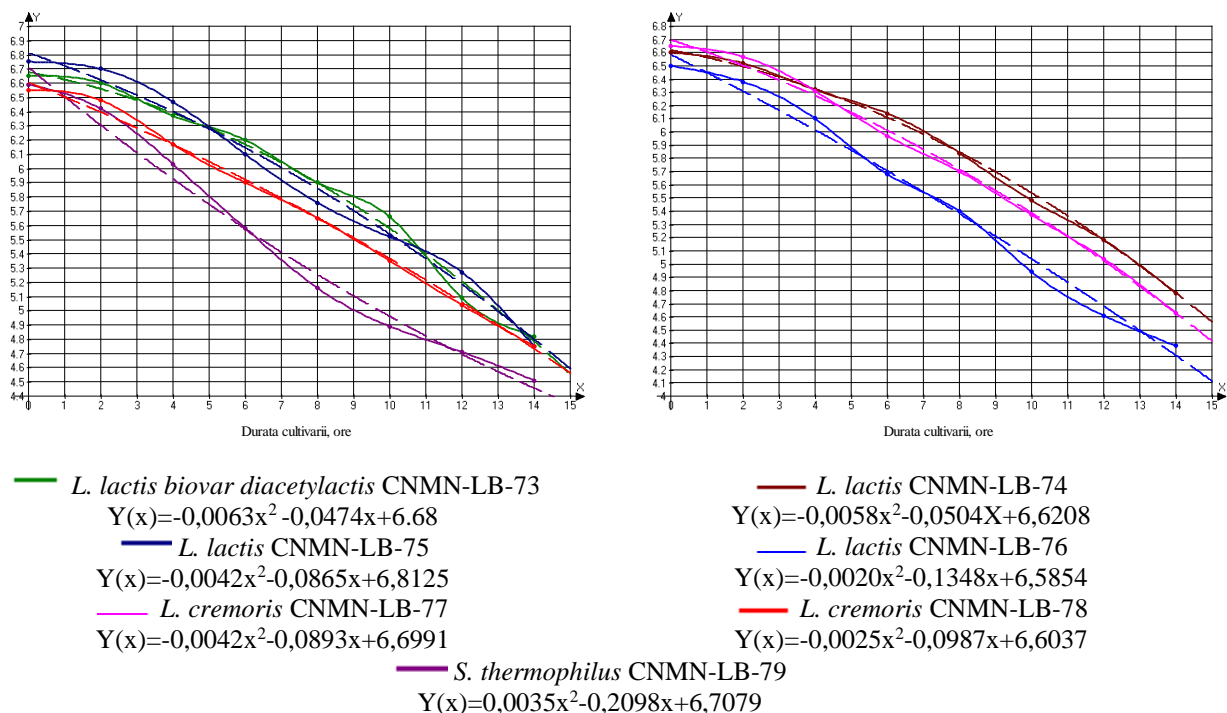 Y
7
6.9
6.8
6.7
6.6
6.5
6.4
6.3
6.2
6.1
6
5.9
5.8
5.7
5.6
5.5
5.4
5.3
5.2
5.1
5
4.9
4.8
4.7
4.6
4.5
4.4
X
0 1 2 3 4 5 6 7 8 9 10 11 12 13 14 15
Durata cultivarii, ore
Y
6.8
6.7
6.6
6.5
6.4
6.3
6.2
6.1
6
5.9
5.8
5.7
5.6
5.5
5.4
5.3
5.2
5.1
5
4.9
4.8
4.7
4.6
4.5
4.4
4.3
4.2
4.1
4
X
0 1 2 3 4 5 6 7 8 9 10 11 12 13 14 15
Durata cultivarii, ore
L. lactis biovar diacetylactis CNMN-LB-73
Y(x)=-0,0063x² -0,0474x+6.68
L. lactis CNMN-LB-74
Y(x)=-0,0058x²-0,0504X+6,6208
L. lactis CNMN-LB-75
Y(x)=-0,0042x²-0,0865x+6,8125
L. lactis CNMN-LB-76
Y(x)=-0,0020x²-0,1348x+6,5854
L. cremoris CNMN-LB-77
Y(x)=-0,0042x²-0,0893x+6,6991
L. cremoris CNMN-LB-78
Y(x)=-0,0025x²-0,0987x+6,6037
S. thermophilus CNMN-LB-79
Y(x)=0,0035x²-0,2098x+6,7079